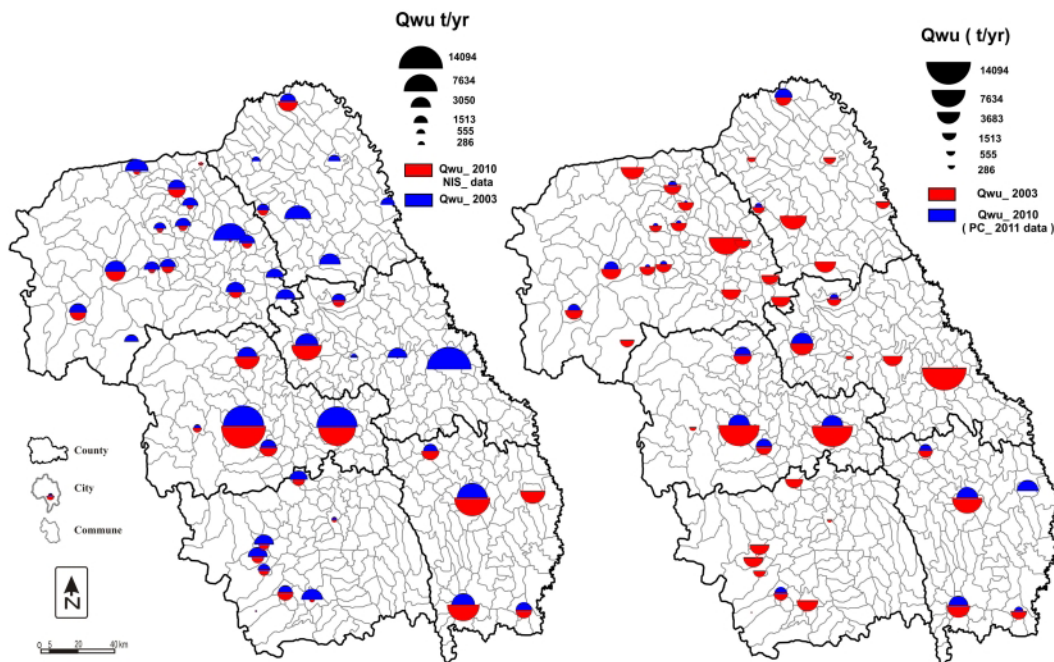 Qwu t/yr
14094
7634
3050
1513
555
286
Qwu_ 2010
NIS_ data
Qwu_ 2003
County
City
Commune
N
0 5 20 40 km
Qwu ( t/yr)
14094
7634
3683
1513
555
286
Qwu_ 2003
Qwu_ 2010
( PC_ 2011 data )